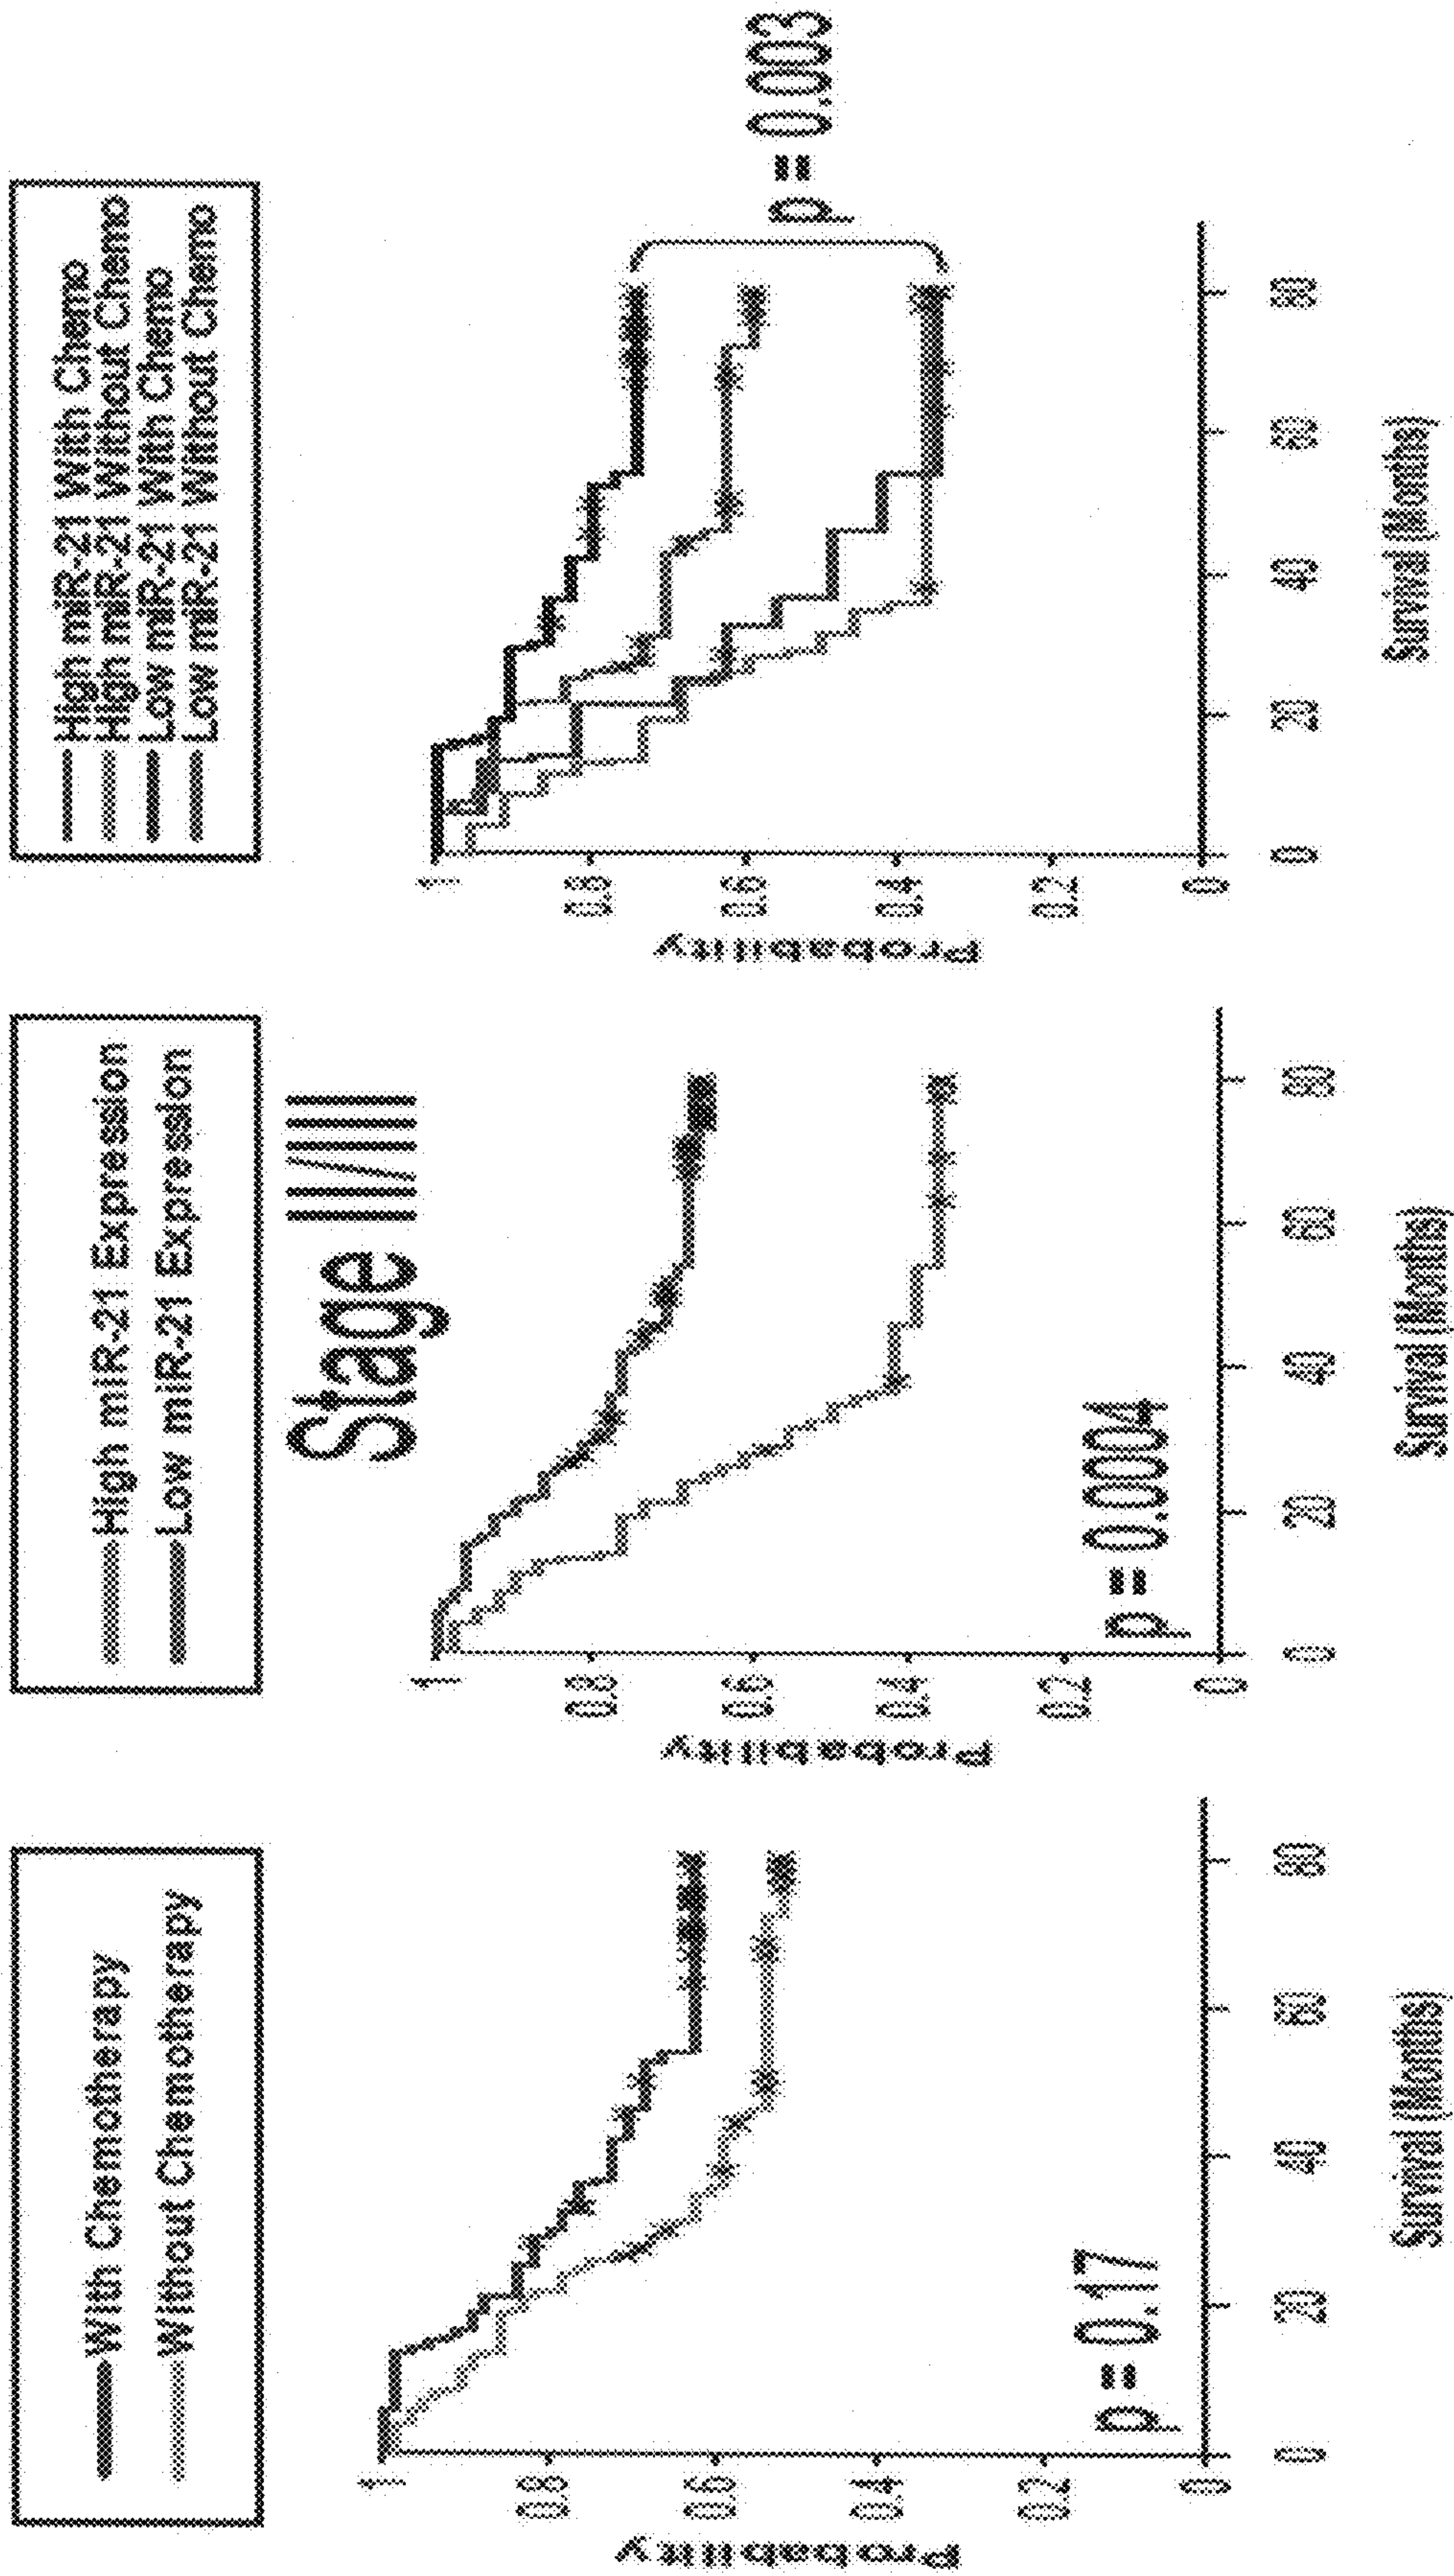 With Chemotherapy
Without Chemotherapy
Probability
1
0.8
0.6
0.4
0.2
0
p = 0.17
0
20
40
60
80
Survival (Months)
High miR-21 Expression
Low miR-21 Expression
Stage II/III
Probability
1
0.8
0.6
0.4
0.2
0
p = 0.0004
0
20
40
60
80
Survival (Months)
High miR-21 With Chemo
High miR-21 Without Chemo
Low miR-21 With Chemo
Low miR-21 Without Chemo
Probability
1
0.8
0.6
0.4
0.2
0
p = 0.003
0
20
40
60
80
Survival (Months)